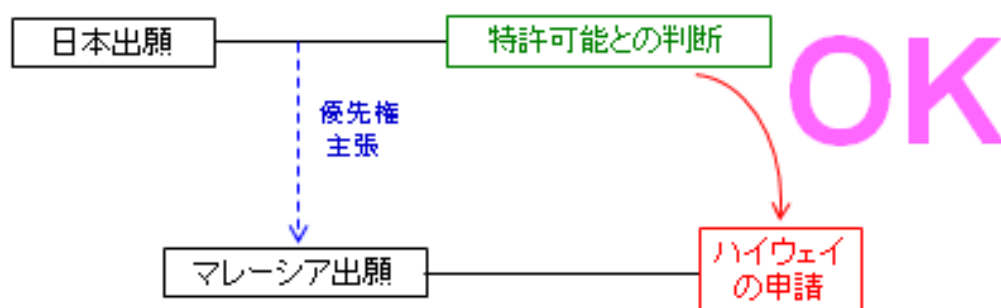 日本出願
特許可能との判断
OK
優先権
主張
マレーシア出願
ハイウェイ
の申請